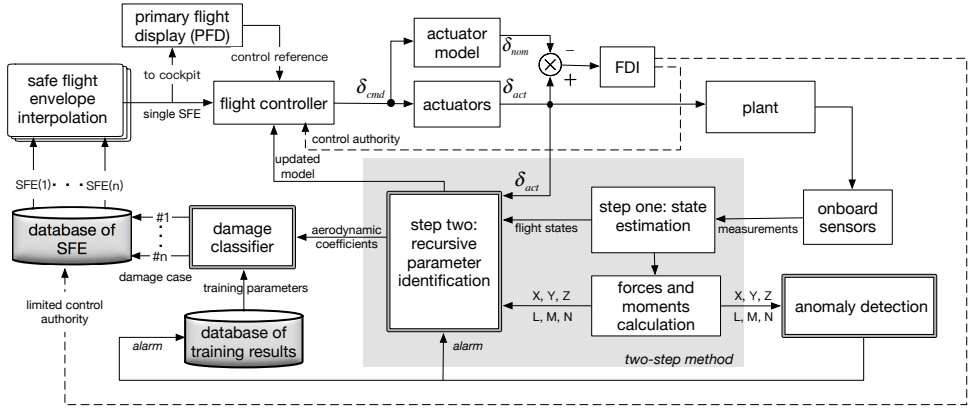 primary flight
display (PFD)
control reference
to cockpit
safe flight
envelope
interpolation
single SFE
flight controller
δcmd
actuator
model
δnom
actuators
δact
−
+
FDI
plant
control authority
updated
model
SFE(1) · · · SFE(n)
database of
SFE
#1
#n
damage case
damage
classifier
training parameters
aerodynamic
coefficients
δact
step two:
recursive
parameter
identification
flight states
step one: state
estimation
measurements
onboard
sensors
X, Y, Z
L, M, N
forces and
moments
calculation
X, Y, Z
L, M, N
anomaly detection
limited control
authority
database of
training results
alarm
alarm
two-step method